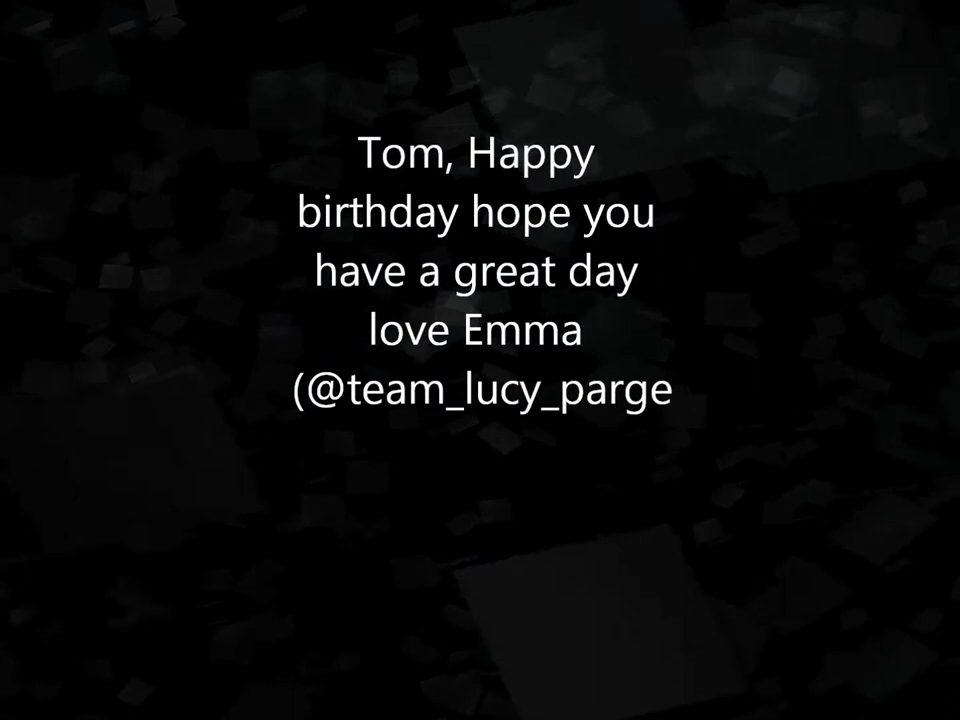 Tom, Happy
birthday hope you
have a great day
love Emma
(@team_lucy_parge